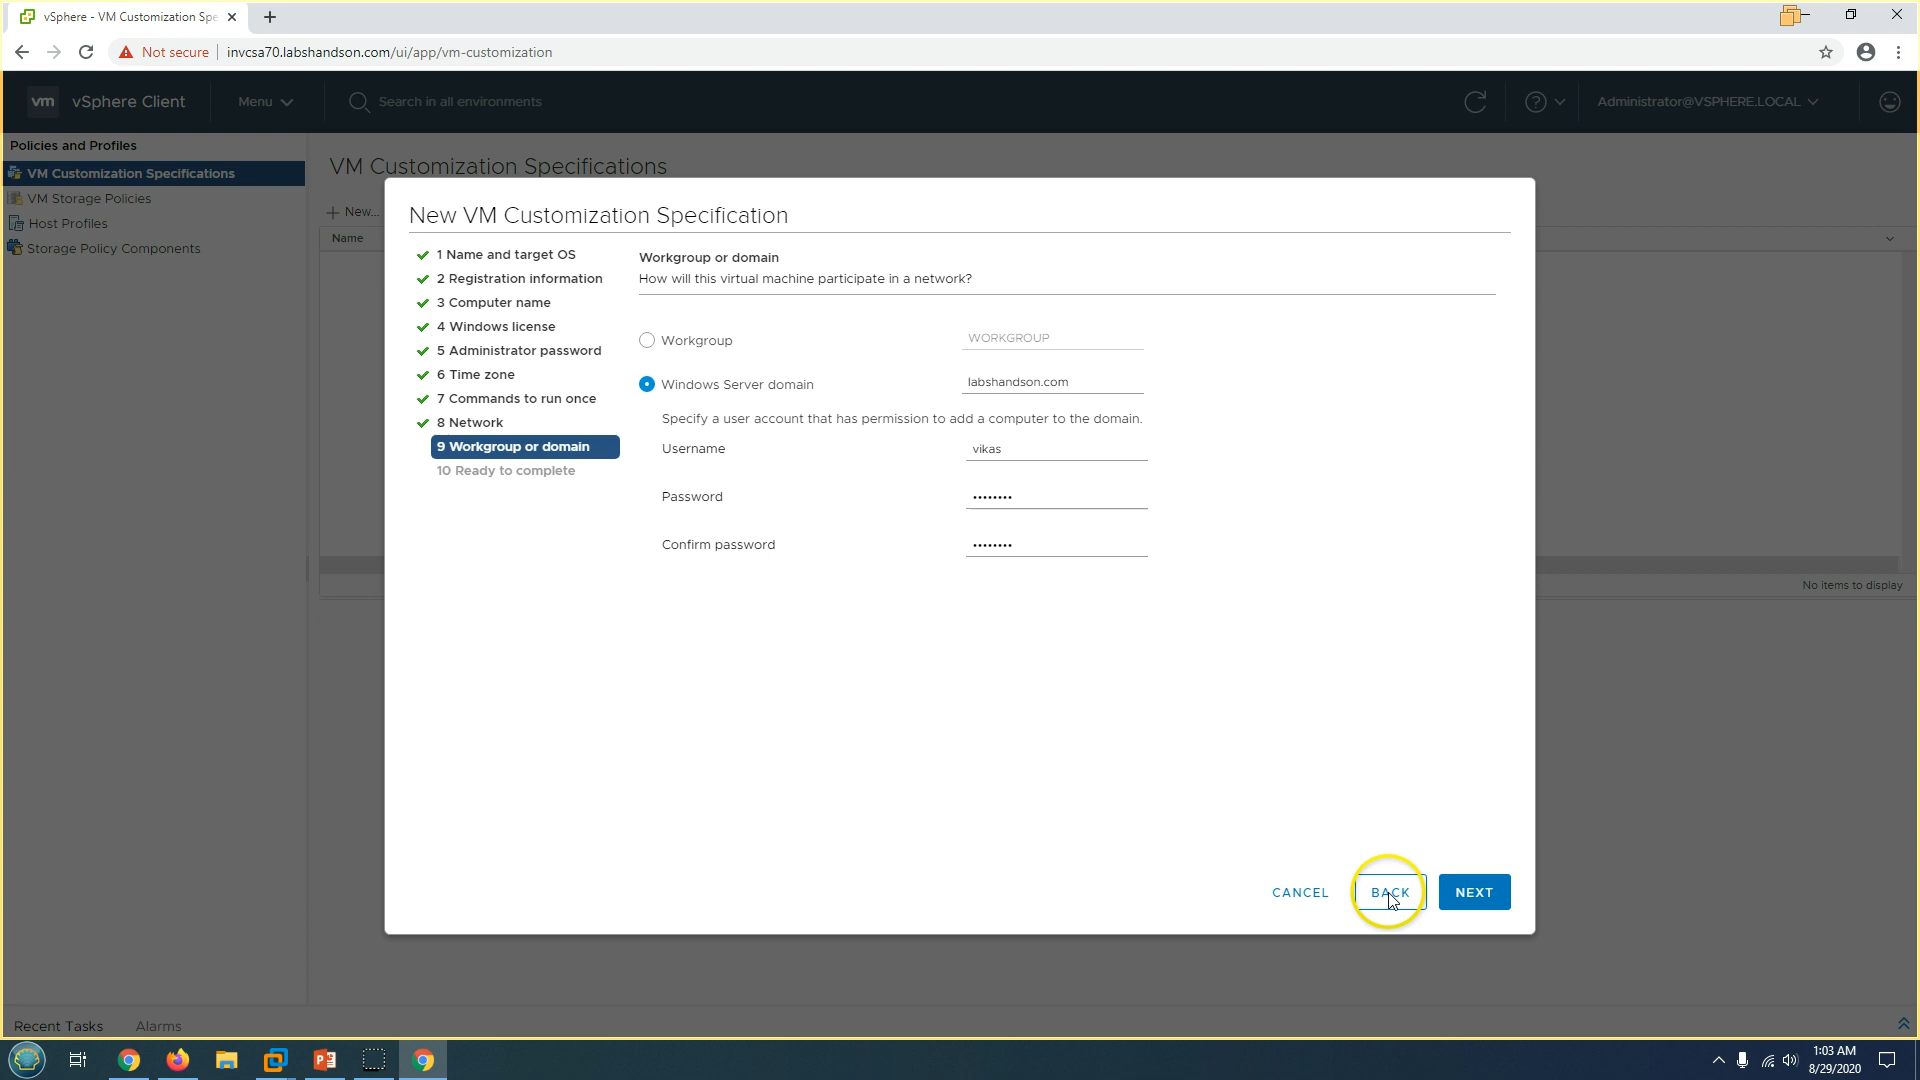 vSphere - VM Customization Spe
Not secure
invcsa70.labshandson.com/ui/app/vm-customization
vm
vSphere Client
Menu
Search in all environments
Administrator@VSPHERE.LOCAL
Policies and Profiles
VM Customization Specifications
VM Storage Policies
Host Profiles
Storage Policy Components
VM Customization Specifications
New...
Name
No items to display
New VM Customization Specification
1 Name and target OS
2 Registration information
3 Computer name
4 Windows license
5 Administrator password
6 Time zone
7 Commands to run once
8 Network
9 Workgroup or domain
10 Ready to complete
Workgroup or domain
How will this virtual machine participate in a network?
Workgroup
WORKGROUP
Windows Server domain
labshandson.com
Specify a user account that has permission to add a computer to the domain.
Username
vikas
Password
••••••••
Confirm password
••••••••
CANCEL
BACK
NEXT
Recent Tasks
Alarms
1:03 AM
8/29/2020